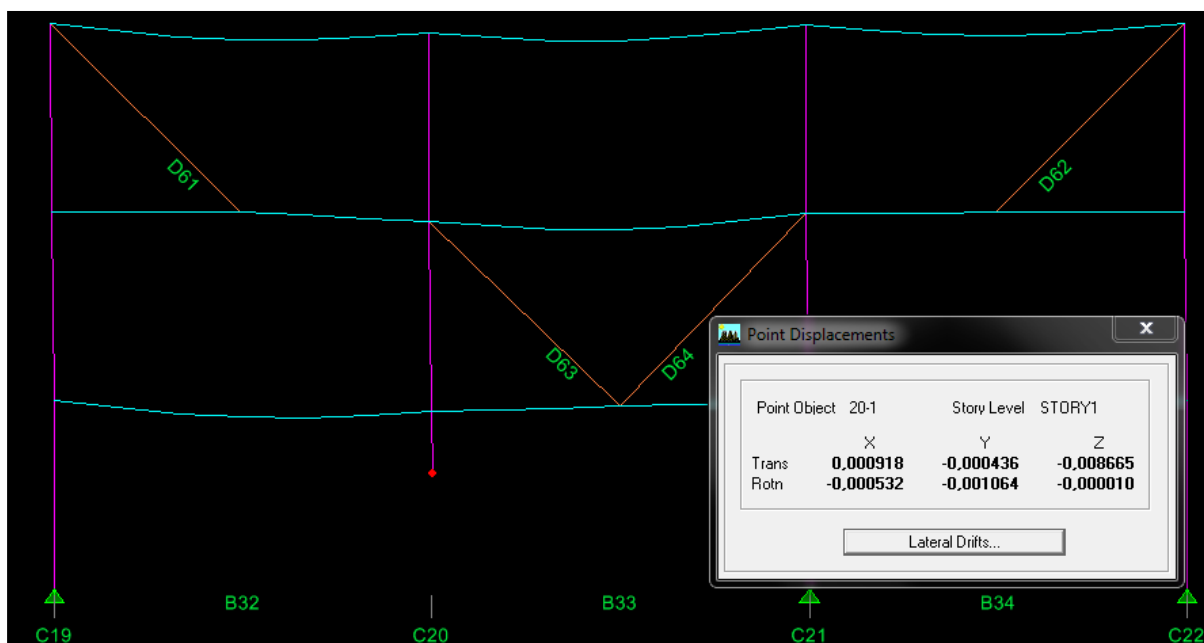 D61
D62
D63
D64
Point Displacements
X
Point Object 20-1 Story Level STORY1
X Y Z
Trans 0,000918 -0,000436 -0,008665
Rotn -0,000532 -0,001064 -0,000010
Lateral Drifts...
B32 B33 B34
C19 C20 C21 C22